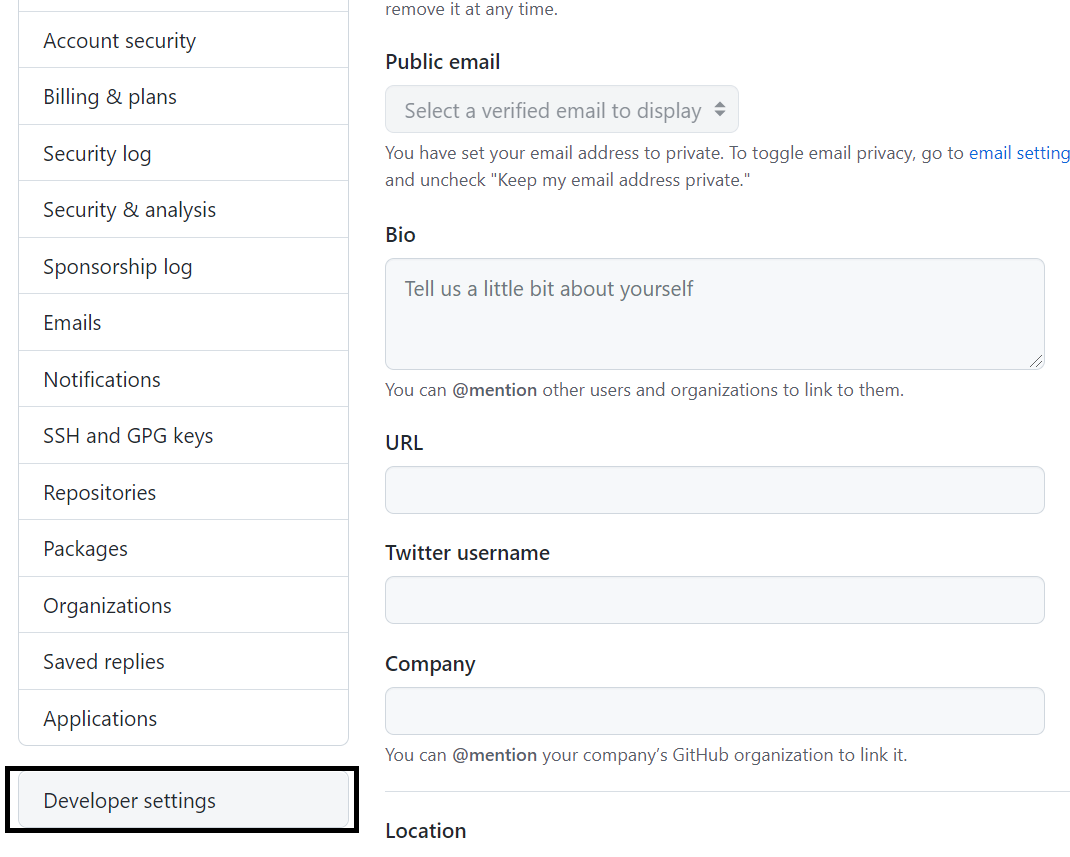 Account security
Billing & plans
Security log
Security & analysis
Sponsorship log
Emails
Notifications
SSH and GPG keys
Repositories
Packages
Organizations
Saved replies
Applications
Developer settings
remove it at any time.
Public email
Select a verified email to display
You have set your email address to private. To toggle email privacy, go to email setting
and uncheck "Keep my email address private."
Bio
Tell us a little bit about yourself
You can @mention other users and organizations to link to them.
URL
Twitter username
Company
You can @mention your company’s GitHub organization to link it.
Location